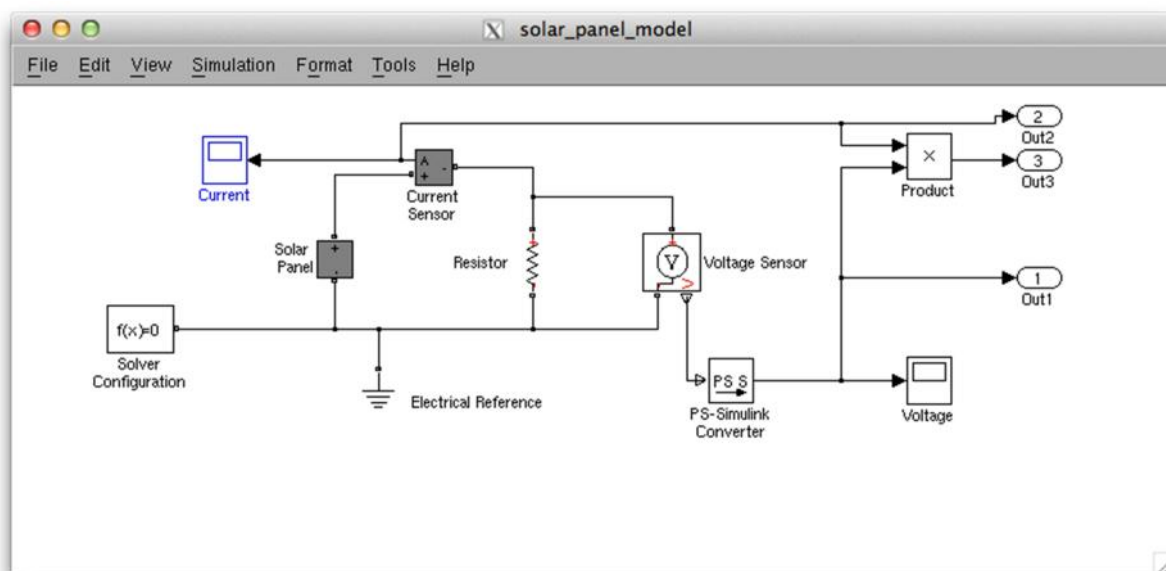 X solar_panel_model
File Edit View Simulation Format Tools Help
2
Out2
Current
A
-
+
Current
Sensor
×
Product
3
Out3
Solar
Panel
+
-
Resistor
+
V
V
Voltage Sensor
1
Out1
f(x)=0
Solver
Configuration
Electrical Reference
PS S
PS-Simulink
Converter
Voltage